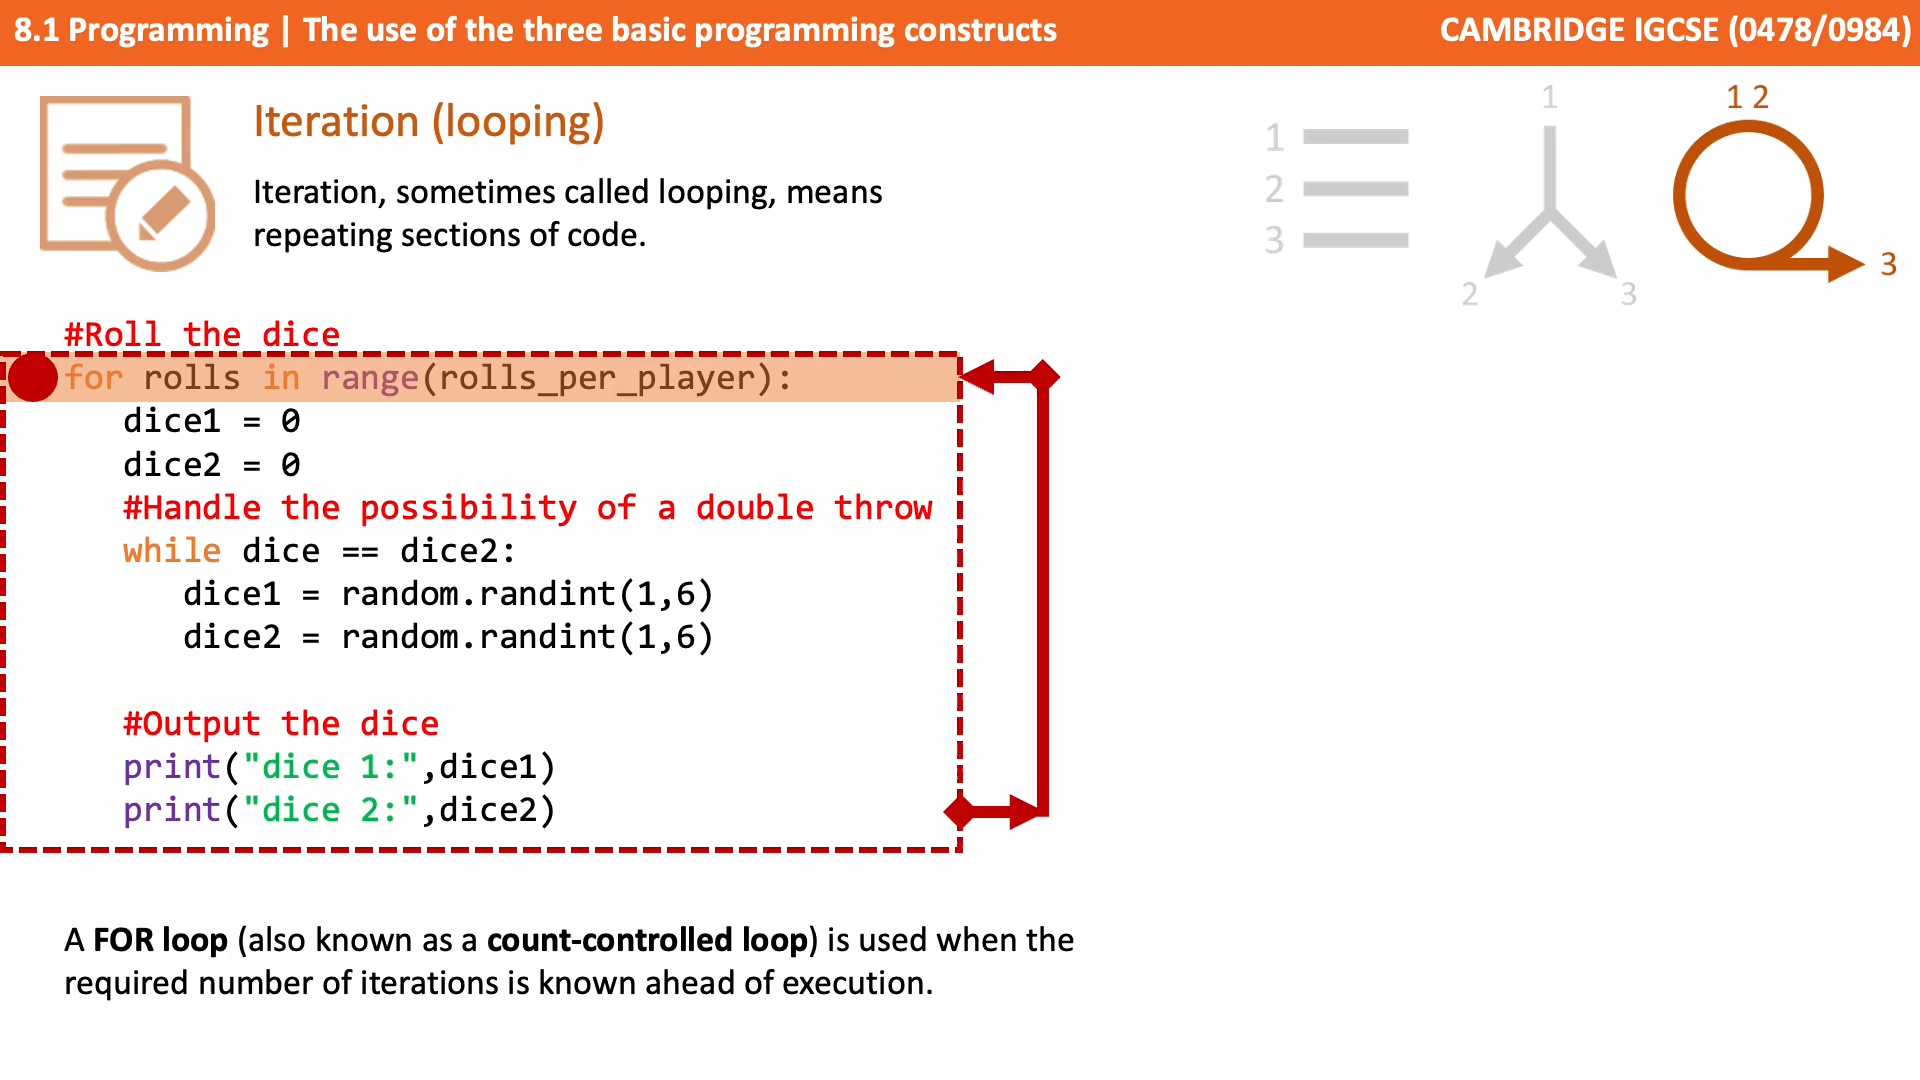 8.1 Programming | The use of the three basic programming constructs
CAMBRIDGE IGCSE (0478/0984)
Iteration (looping)
Iteration, sometimes called looping, means
repeating sections of code.
1
2
3
1
2
3
1 2
3
#Roll the dice
for rolls in range(rolls_per_player):
   dice1 = 0
   dice2 = 0
   #Handle the possibility of a double throw
   while dice == dice2:
      dice1 = random.randint(1,6)
      dice2 = random.randint(1,6)
   #Output the dice
   print("dice 1:",dice1)
   print("dice 2:",dice2)
A FOR loop (also known as a count-controlled loop) is used when the
required number of iterations is known ahead of execution.